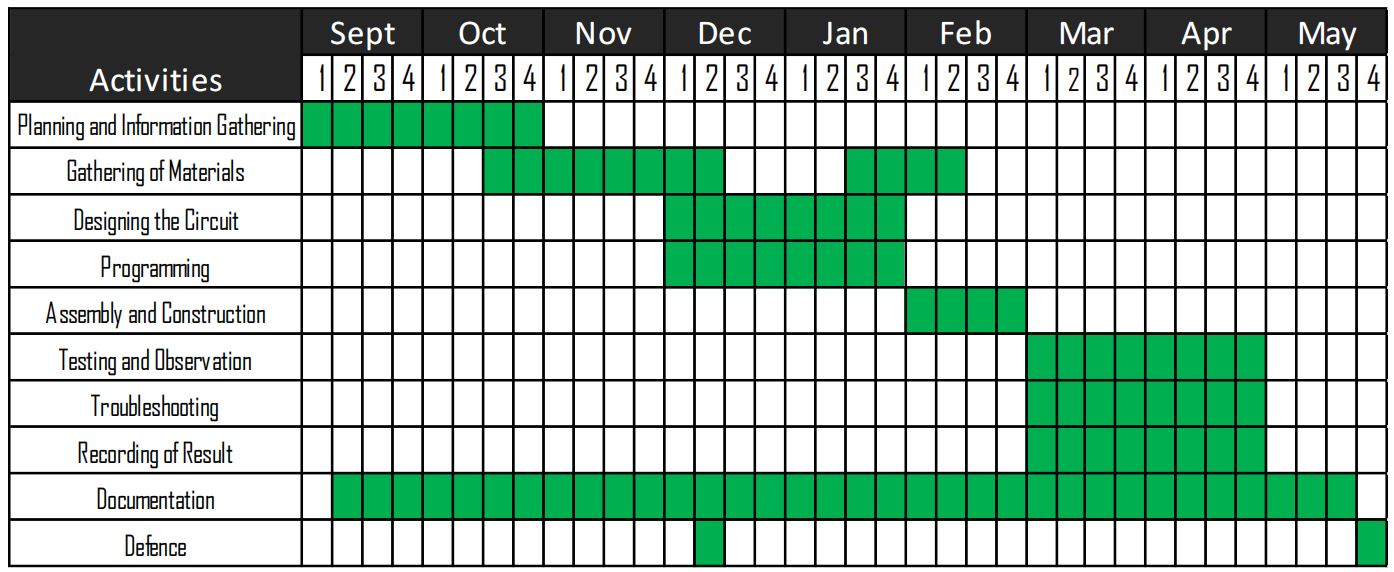 Sept Oct Nov Dec Jan Feb Mar Apr May
Activities 1 2 3 4 1 2 3 4 1 2 3 4 1 2 3 4 1 2 3 4 1 2 3 4 1 2 3 4 1 2 3 4 1 2 3 4
Planning and Information Gathering
Gathering of Materials
Designing the Circuit
Programming
Assembly and Construction
Testing and Observation
Troubleshooting
Recording of Result
Documentation
Defence